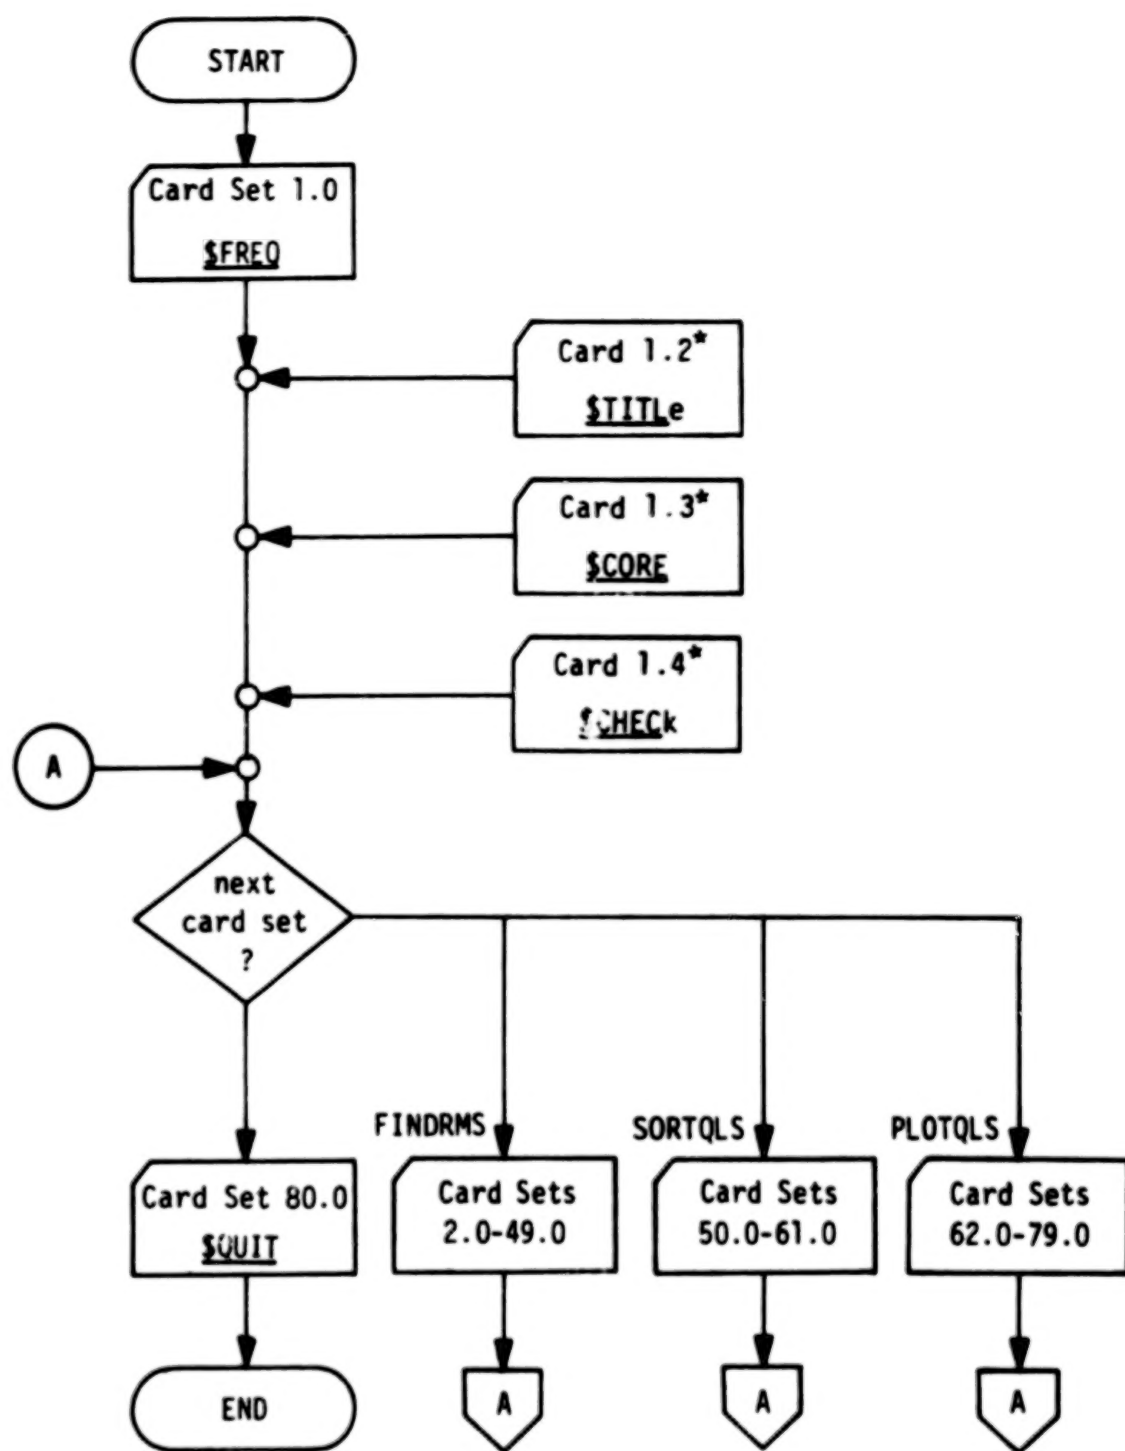 START
Card Set 1.0
$FREQ
Card 1.2*
$TITLe
Card 1.3*
$CORE
Card 1.4*
$CHECk
A
next
card set
?
FINDRMS
SORTQLS
PLOTQLS
Card Set 80.0
$QUIT
Card Sets
2.0-49.0
Card Sets
50.0-61.0
Card Sets
62.0-79.0
END
A
A
A